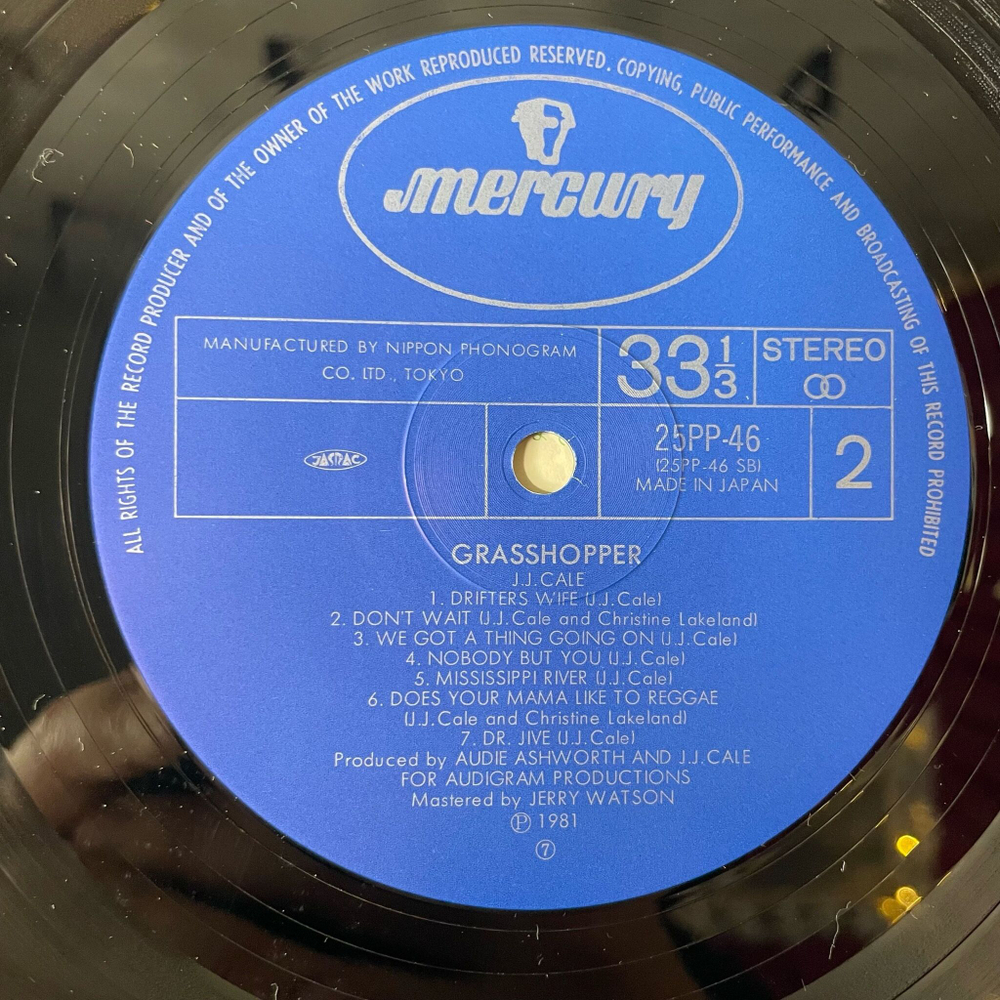 ALL RIGHTS OF THE RECORD PRODUCER AND OF THE OWNER OF THE WORK REPRODUCED RESERVED. COPYING, PUBLIC PERFORMANCE AND BROADCASTING OF THIS RECORD PROHIBITED
mercury
MANUFACTURED BY NIPPON PHONOGRAM
CO. LTD., TOKYO
33 1/3
STEREO
JASRAC
25PP-46
(25PP-46 SB)
MADE IN JAPAN
2
GRASSHOPPER
J.J.CALE
1. DRIFTERS WIFE (J.J.Cale)
2. DON'T WAIT (J.J.Cale and Christine Lakeland)
3. WE GOT A THING GOING ON (J.J.Cale)
4. NOBODY BUT YOU (J.J.Cale)
5. MISSISSIPPI RIVER (J.J.Cale)
6. DOES YOUR MAMA LIKE TO REGGAE
(J.J.Cale and Christine Lakeland)
7. DR. JIVE (J.J.Cale)
Produced by AUDIE ASHWORTH AND J.J.CALE
FOR AUDIGRAM PRODUCTIONS
Mastered by JERRY WATSON
Ⓟ 1981
⑦